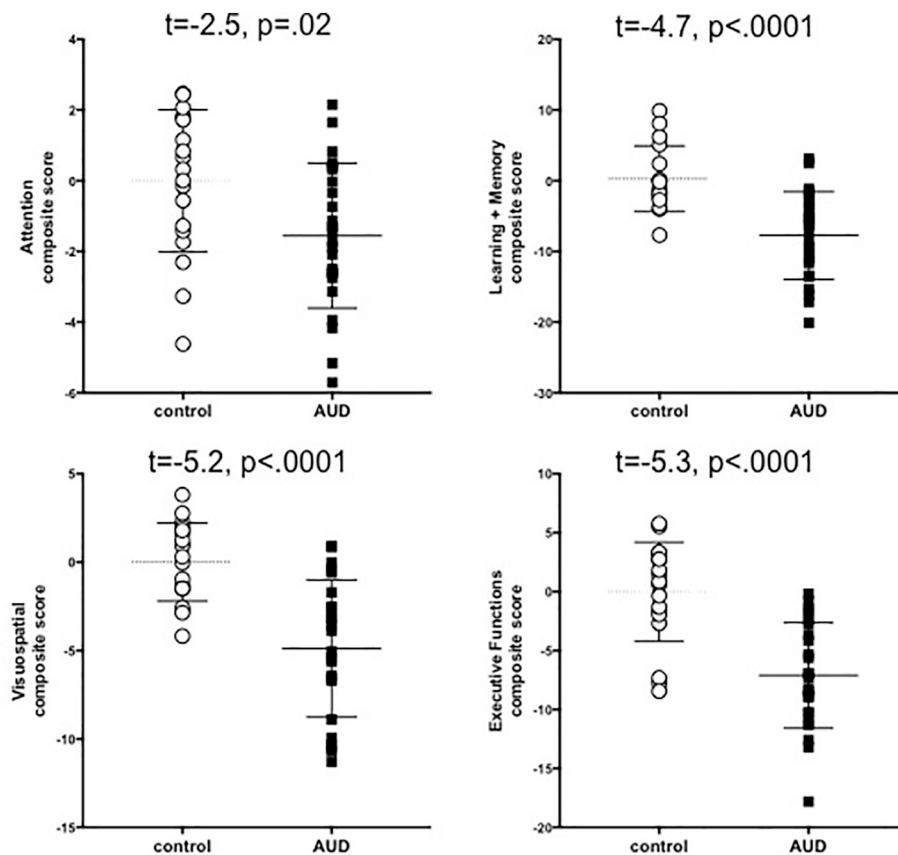 t=-2.5, p=.02
Attention
composite score
4
2
0
-2
-4
-6
control
AUD
t=-4.7, p<.0001
Learning + Memory
composite score
20
10
0
-10
-20
-30
control
AUD
t=-5.2, p<.0001
Visuospatial
composite score
5
0
-5
-10
-15
control
AUD
t=-5.3, p<.0001
Executive Functions
composite score
10
5
0
-5
-10
-15
-20
control
AUD